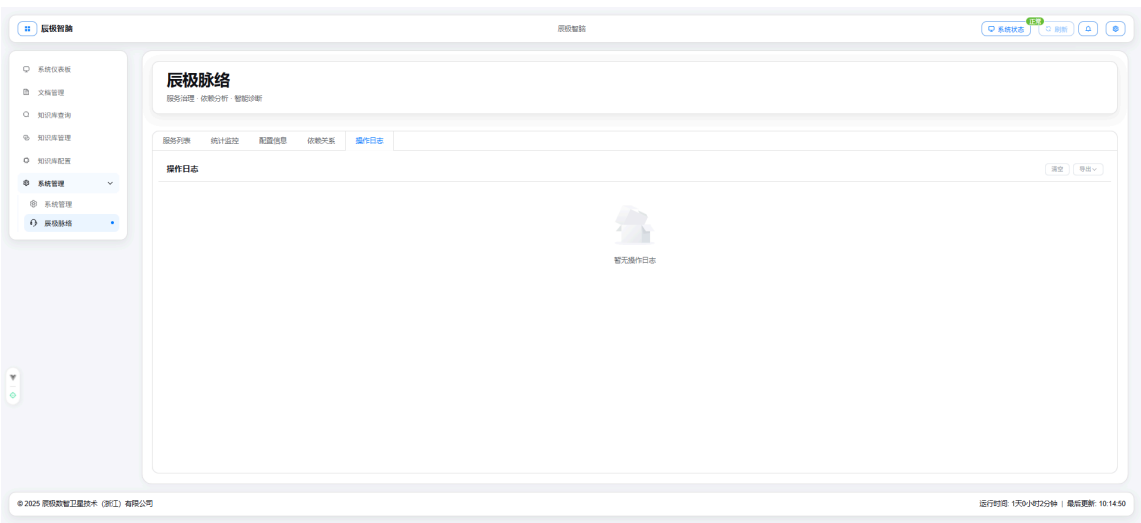 辰极智脑
辰极智脑
系统状态
正常
刷新
系统仪表板
文档管理
知识库查询
知识库管理
知识库配置
系统管理
系统管理
辰极脉络
辰极脉络
服务治理 · 依赖分析 · 智能诊断
服务列表 统计监控 配置信息 依赖关系 操作日志
操作日志
清空 导出
暂无操作日志
© 2025 辰极数智卫星技术（浙江）有限公司
运行时间: 1天0小时2分钟 | 最后更新: 10:14:50